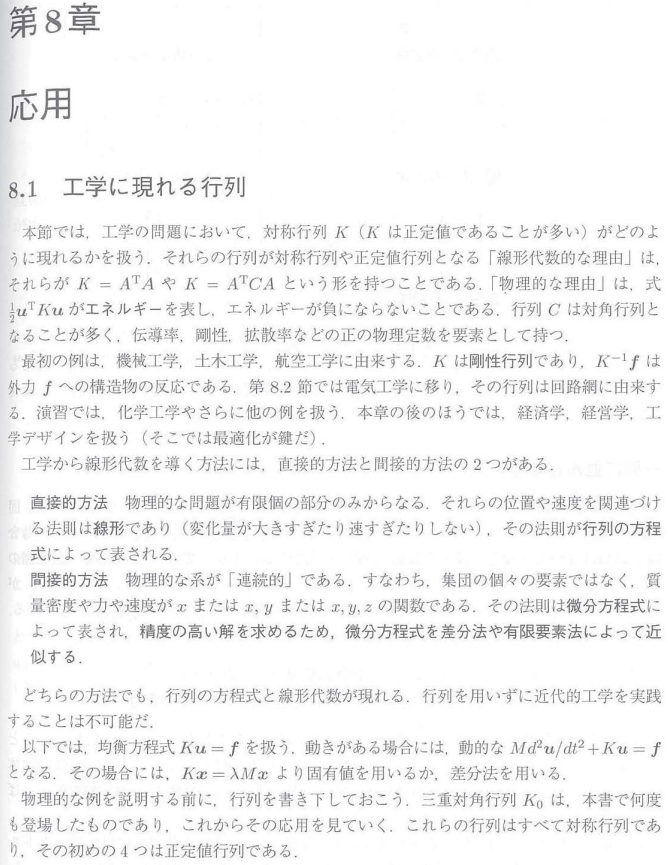 第8章
応用
8.1 工学に現れる行列
本節では，工学の問題において，対称行列 K（K は正定値であることが多い）がどのよ
うに現れるかを扱う．それらの行列が対称行列や正定値行列となる「線形代数的な理由」は，
それらが K = AᵀA や K = AᵀCA という形を持つことである．「物理的な理由」は，式
½uᵀKu がエネルギーを表し，エネルギーが負にならないことである．行列 C は対角行列と
なることが多く，伝導率，剛性，拡散率などの正の物理定数を要素として持つ．
最初の例は，機械工学，土木工学，航空工学に由来する．K は剛性行列であり，K⁻¹f は
外力 f への構造物の反応である．第 8.2 節では電気工学に移り，その行列は回路網に由来す
る．演習では，化学工学やさらに他の例を扱う．本章の後のほうでは，経済学，経営学，工
学デザインを扱う（そこでは最適化が鍵だ）．
工学から線形代数を導く方法には，直接的方法と間接的方法の 2 つがある．
直接的方法 物理的な問題が有限個の部分のみからなる．それらの位置や速度を関連づけ
る法則は線形であり（変化量が大きすぎたり速すぎたりしない），その法則が行列の方程
式によって表される．
間接的方法 物理的な系が「連続的」である．すなわち，集団の個々の要素ではなく，質
量密度や力や速度が x または x, y または x, y, z の関数である．その法則は微分方程式に
よって表され，精度の高い解を求めるため，微分方程式を差分法や有限要素法によって近
似する．
どちらの方法でも，行列の方程式と線形代数が現れる．行列を用いずに近代的工学を実践
することは不可能だ．
以下では，均衡方程式 Ku = f を扱う．動きがある場合には，動的な Md²u/dt²+Ku = f
となる．その場合には，Kx = λMx より固有値を用いるか，差分法を用いる．
物理的な例を説明する前に，行列を書き下しておこう．三重対角行列 K₀ は，本書で何度
も登場したものであり，これからその応用を見ていく．これらの行列はすべて対称行列であ
り，その初めの 4 つは正定値行列である．